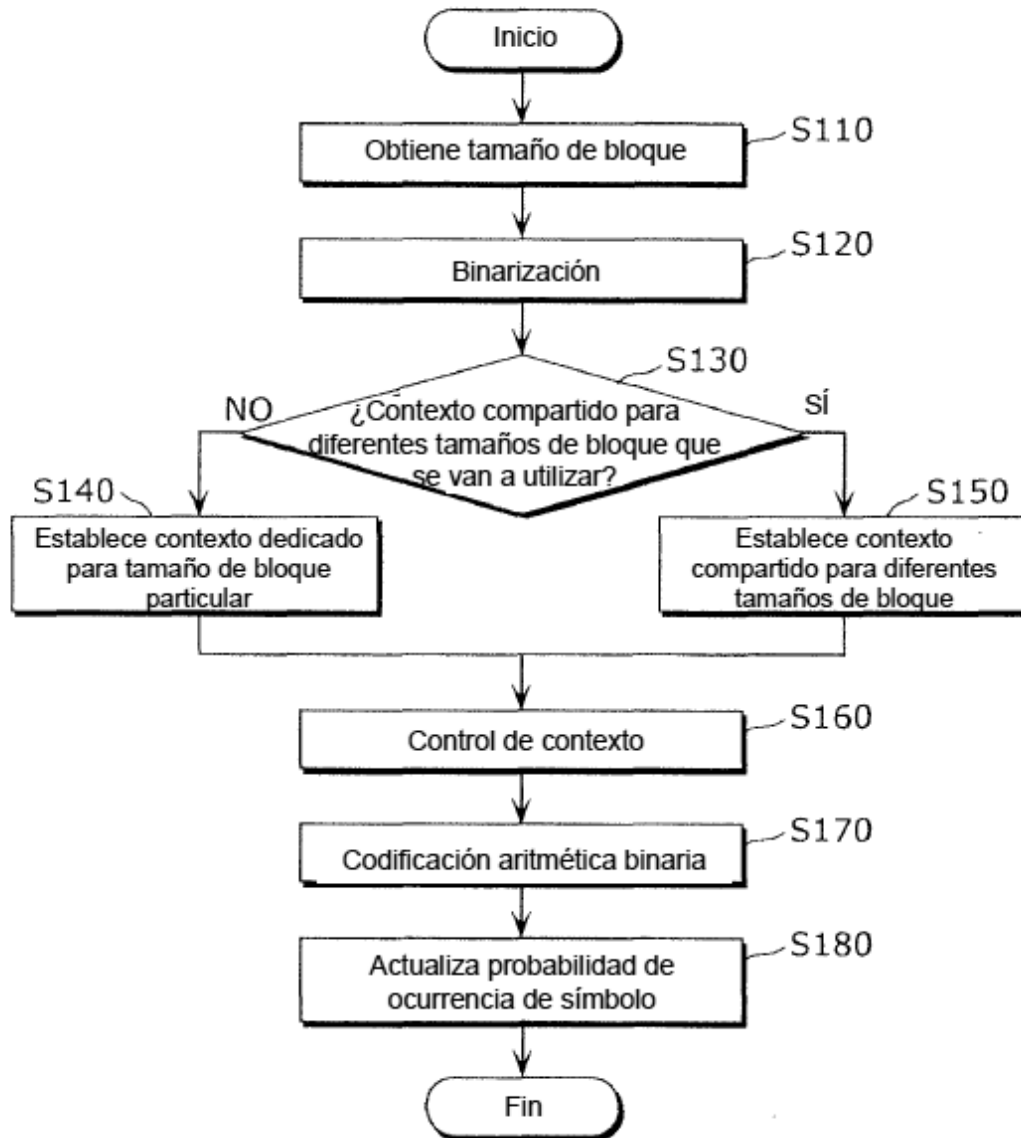 Inicio
S110
Obtiene tamaño de bloque
S120
Binarización
S130
NO
SÍ
¿Contexto compartido para
diferentes tamaños de bloque que
se van a utilizar?
S140
Establece contexto dedicado
para tamaño de bloque
particular
S150
Establece contexto
compartido para diferentes
tamaños de bloque
S160
Control de contexto
S170
Codificación aritmética binaria
S180
Actualiza probabilidad de
ocurrencia de símbolo
Fin